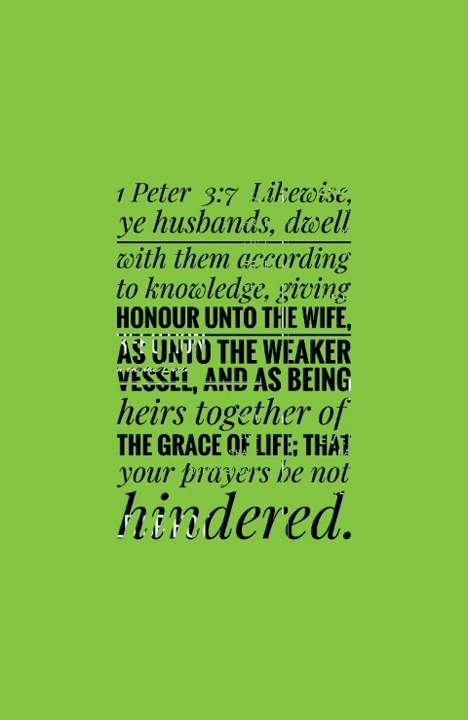 1 Peter 3:7 Likewise,
ye husbands, dwell
with them according
to knowledge, giving
HONOUR UNTO THE WIFE,
AS UNTO THE WEAKER
VESSEL, AND AS BEING
heirs together of
THE GRACE OF LIFE; THAT
your prayers be not
hindered.